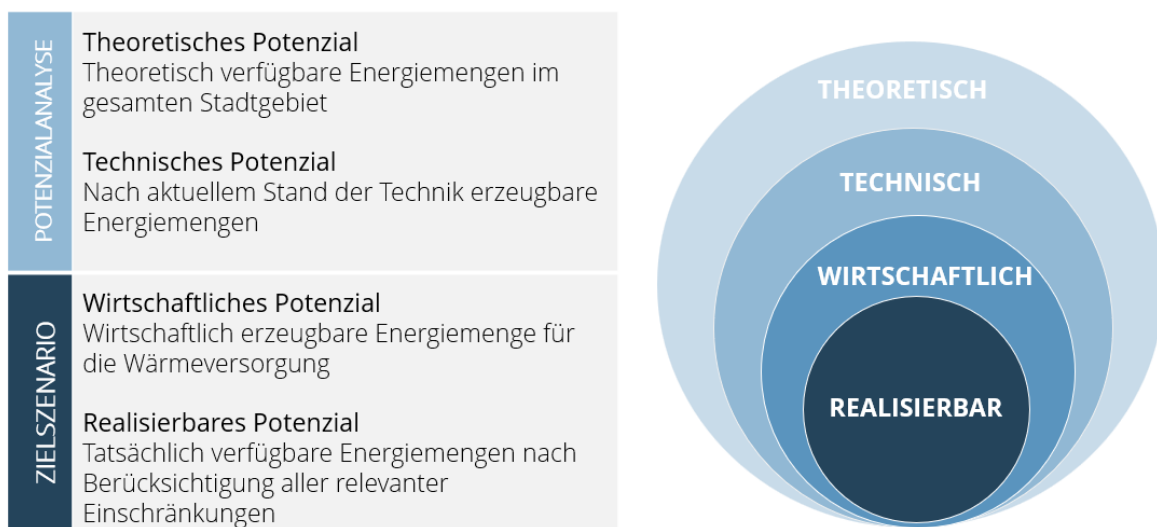 POTENZIALANALYSE
Theoretisches Potenzial
Theoretisch verfügbare Energiemengen im
gesamten Stadtgebiet
Technisches Potenzial
Nach aktuellem Stand der Technik erzeugbare
Energiemengen
ZIELSZENARIO
Wirtschaftliches Potenzial
Wirtschaftlich erzeugbare Energiemenge für
die Wärmeversorgung
Realisierbares Potenzial
Tatsächlich verfügbare Energiemengen nach
Berücksichtigung aller relevanter
Einschränkungen
THEORETISCH
TECHNISCH
WIRTSCHAFTLICH
REALISIERBAR